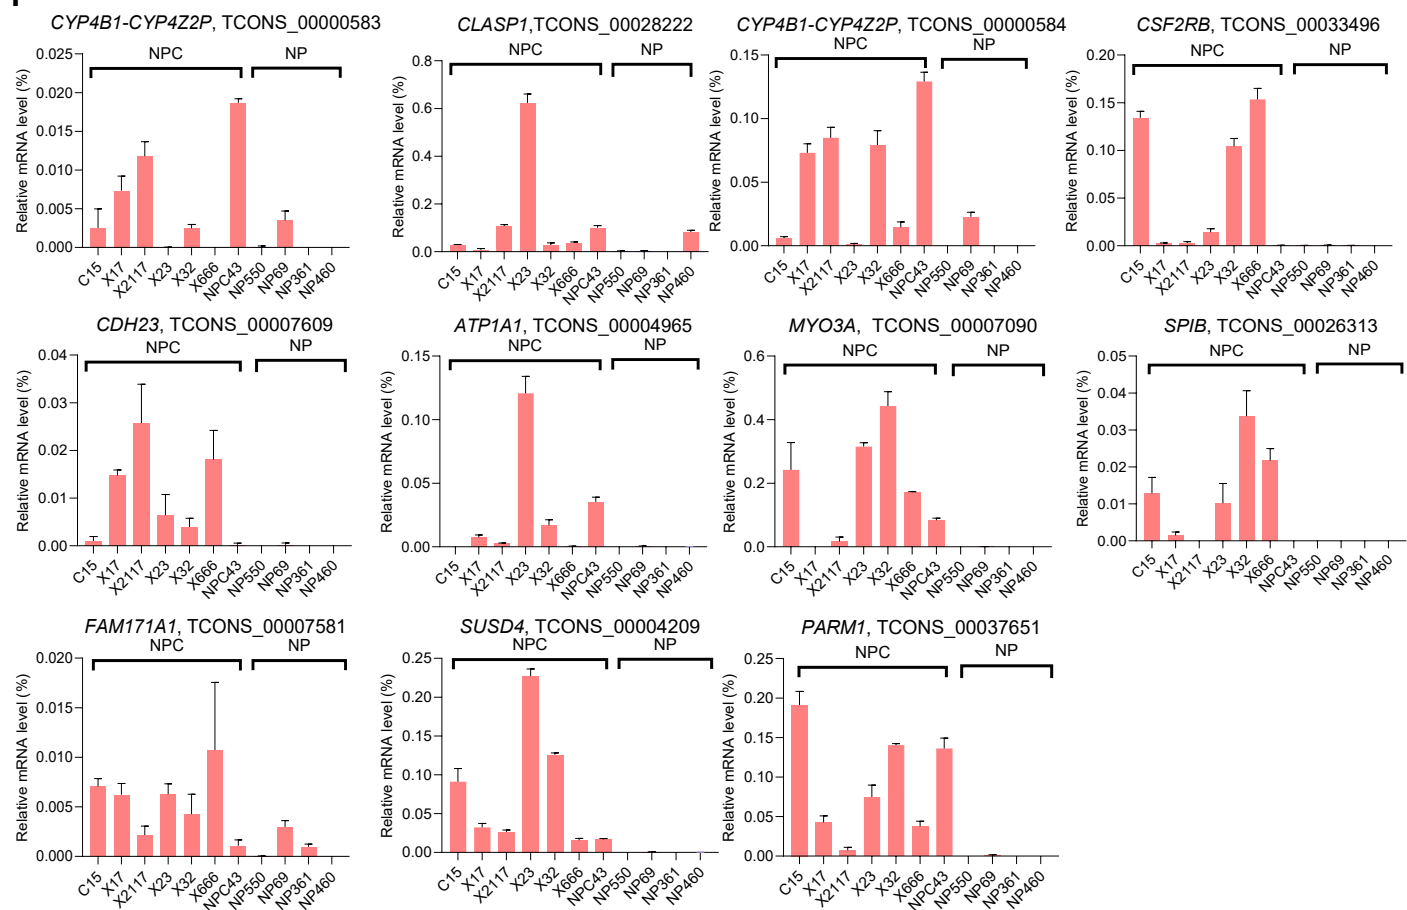 CYP4B1-CYP4Z2P, TCONS_00000583
NPC NP
Relative mRNA level (%)
0.025
0.020
0.015
0.010
0.005
0.000
C15 X17 X2117 X23 X32 X666 NPC43 NP550 NP69 NP361 NP460
CLASP1,TCONS_00028222
NPC NP
Relative mRNA level (%)
0.8
0.6
0.4
0.2
0.0
C15 X17 X2117 X23 X32 X666 NPC43 NP550 NP69 NP361 NP460
CYP4B1-CYP4Z2P, TCONS_00000584
NPC NP
Relative mRNA level (%)
0.15
0.10
0.05
0.00
C15 X17 X2117 X23 X32 X666 NPC43 NP550 NP69 NP361 NP460
CSF2RB, TCONS_00033496
NPC NP
Relative mRNA level (%)
0.20
0.15
0.10
0.05
0.00
C15 X17 X2117 X23 X32 X666 NPC43 NP550 NP69 NP361 NP460
CDH23, TCONS_00007609
NPC NP
Relative mRNA level (%)
0.04
0.03
0.02
0.01
0.00
C15 X17 X2117 X23 X32 X666 NPC43 NP550 NP69 NP361 NP460
ATP1A1, TCONS_00004965
NPC NP
Relative mRNA level (%)
0.15
0.10
0.05
0.00
C15 X17 X2117 X23 X32 X666 NPC43 NP550 NP69 NP361 NP460
MYO3A, TCONS_00007090
NPC NP
Relative mRNA level (%)
0.6
0.4
0.2
0.0
C15 X17 X2117 X23 X32 X666 NPC43 NP550 NP69 NP361 NP460
SPIB, TCONS_00026313
NPC NP
Relative mRNA level (%)
0.05
0.04
0.03
0.02
0.01
0.00
C15 X17 X2117 X23 X32 X666 NPC43 NP550 NP69 NP361 NP460
FAM171A1, TCONS_00007581
NPC NP
Relative mRNA level (%)
0.020
0.015
0.010
0.005
0.000
C15 X17 X2117 X23 X32 X666 NPC43 NP550 NP69 NP361 NP460
SUSD4, TCONS_00004209
NPC NP
Relative mRNA level (%)
0.25
0.20
0.15
0.10
0.05
0.00
C15 X17 X2117 X23 X32 X666 NPC43 NP550 NP69 NP361 NP460
PARM1, TCONS_00037651
NPC NP
Relative mRNA level (%)
0.25
0.20
0.15
0.10
0.05
0.00
C15 X17 X2117 X23 X32 X666 NPC43 NP550 NP69 NP361 NP460